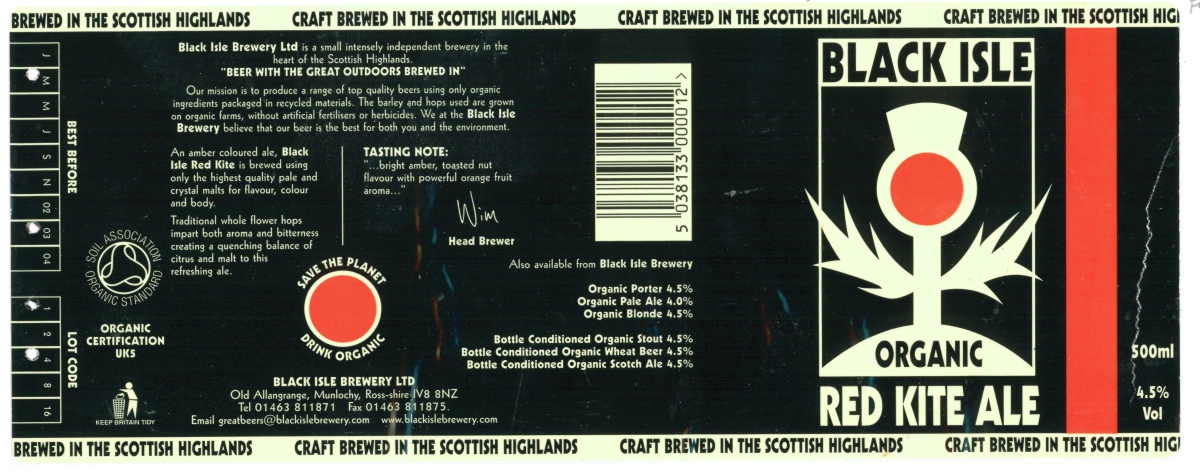 BREWED IN THE SCOTTISH HIGHLANDS CRAFT BREWED IN THE SCOTTISH HIGHLANDS CRAFT BREWED IN THE SCOTTISH HIGHLANDS CRAFT BREWED IN THE SCOTTISH HIG
J
M
M
J
S
N
02
03
04
BEST BEFORE
1
2
4
8
16
LOT CODE
SOIL ASSOCIATION
ORGANIC STANDARD
ORGANIC
CERTIFICATION
UK5
KEEP BRITAIN TIDY
Black Isle Brewery Ltd is a small intensely independent brewery in the
heart of the Scottish Highlands.
"BEER WITH THE GREAT OUTDOORS BREWED IN"
Our mission is to produce a range of top quality beers using only organic
ingredients packaged in recycled materials. The barley and hops used are grown
on organic farms, without artificial fertilisers or herbicides. We at the Black Isle
Brewery believe that our beer is the best for both you and the environment.
An amber coloured ale, Black
Isle Red Kite is brewed using
only the highest quality pale and
crystal malts for flavour, colour
and body.
Traditional whole flower hops
impart both aroma and bitterness
creating a quenching balance of
citrus and malt to this
refreshing ale.
TASTING NOTE:
"...bright amber, toasted nut
flavour with powerful orange fruit
aroma..."
Wim
Head Brewer
SAVE THE PLANET
DRINK ORGANIC
BLACK ISLE BREWERY LTD
Old Allangrange, Munlochy, Ross-shire IV8 8NZ
Tel 01463 811871 Fax 01463 811875.
Email greatbeers@blackislebrewery.com www.blackislebrewery.com
5 038133 000012 >
Also available from Black Isle Brewery
Organic Porter 4.5%
Organic Pale Ale 4.0%
Organic Blonde 4.5%
Bottle Conditioned Organic Stout 4.5%
Bottle Conditioned Organic Wheat Beer 4.5%
Bottle Conditioned Organic Scotch Ale 4.5%
BLACK ISLE
ORGANIC
RED KITE ALE
500ml
4.5%
Vol
BREWED IN THE SCOTTISH HIGHLANDS CRAFT BREWED IN THE SCOTTISH HIGHLANDS CRAFT BREWED IN THE SCOTTISH HIGHLANDS CRAFT BREWED IN THE SCOTTISH HIG